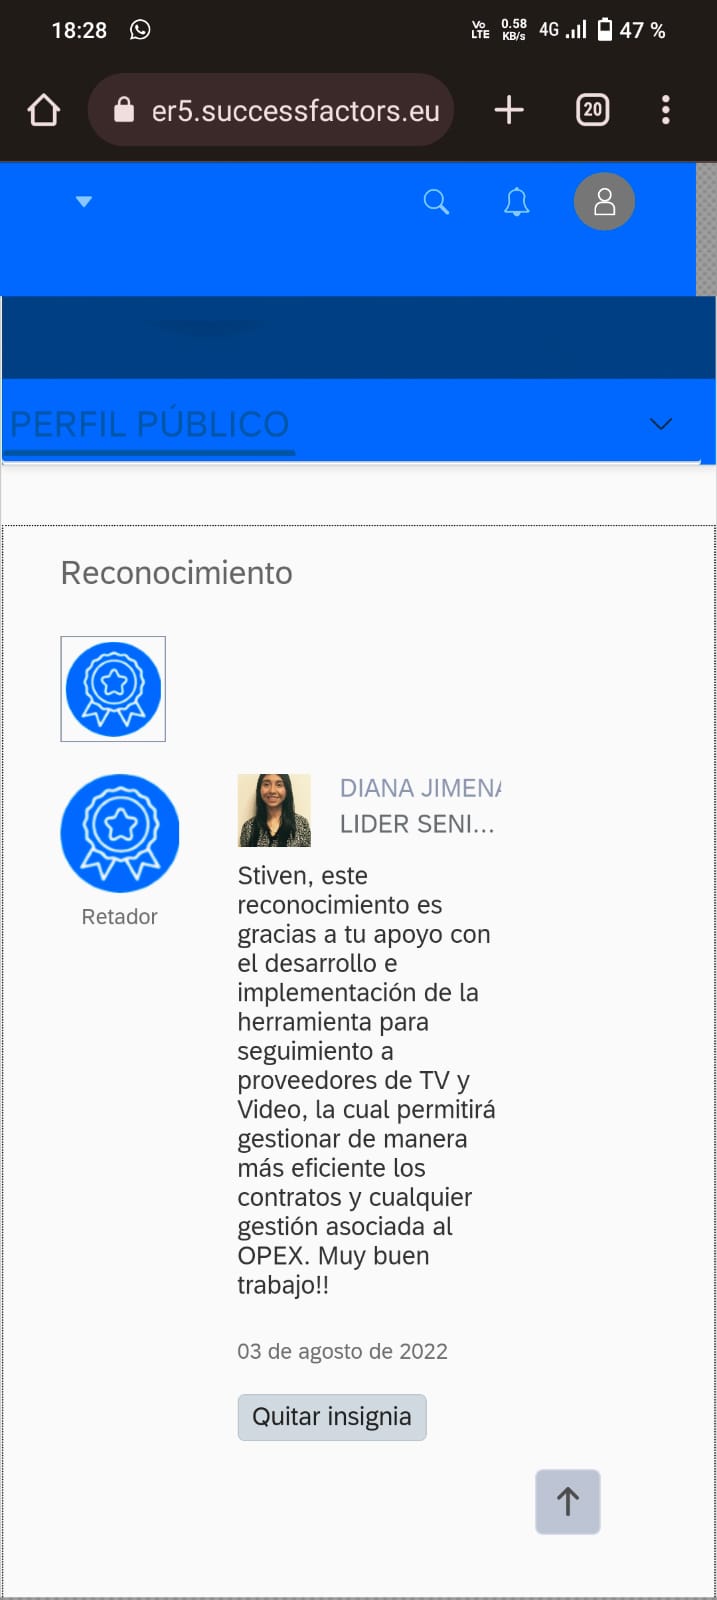 18:28
Vo LTE 0.58 KB/s 4G 47 %
er5.successfactors.eu
20
PERFIL PÚBLICO
Reconocimiento
DIANA JIMENA
LIDER SENI...
Retador
Stiven, este
reconocimiento es
gracias a tu apoyo con
el desarrollo e
implementación de la
herramienta para
seguimiento a
proveedores de TV y
Video, la cual permitirá
gestionar de manera
más eficiente los
contratos y cualquier
gestión asociada al
OPEX. Muy buen
trabajo!!
03 de agosto de 2022
Quitar insignia